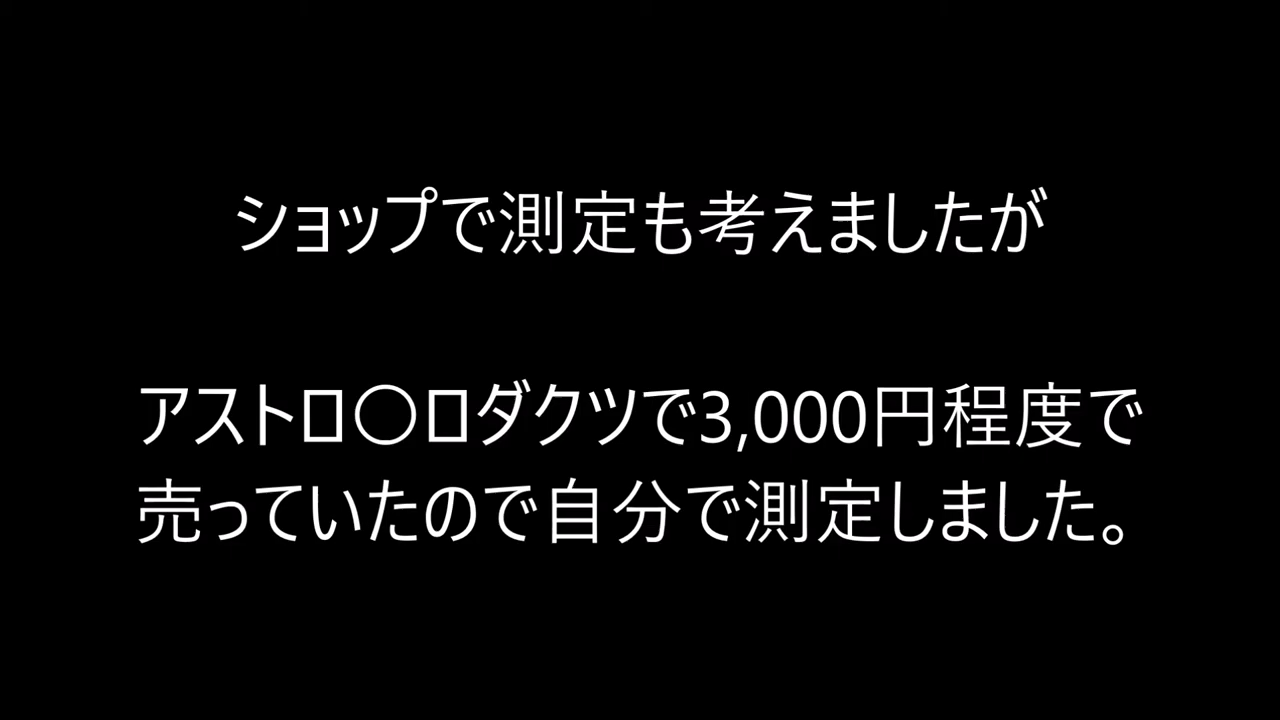 ショップで測定も考えましたが
アストロ〇ロダクツで3,000円程度で
売っていたので自分で測定しました。